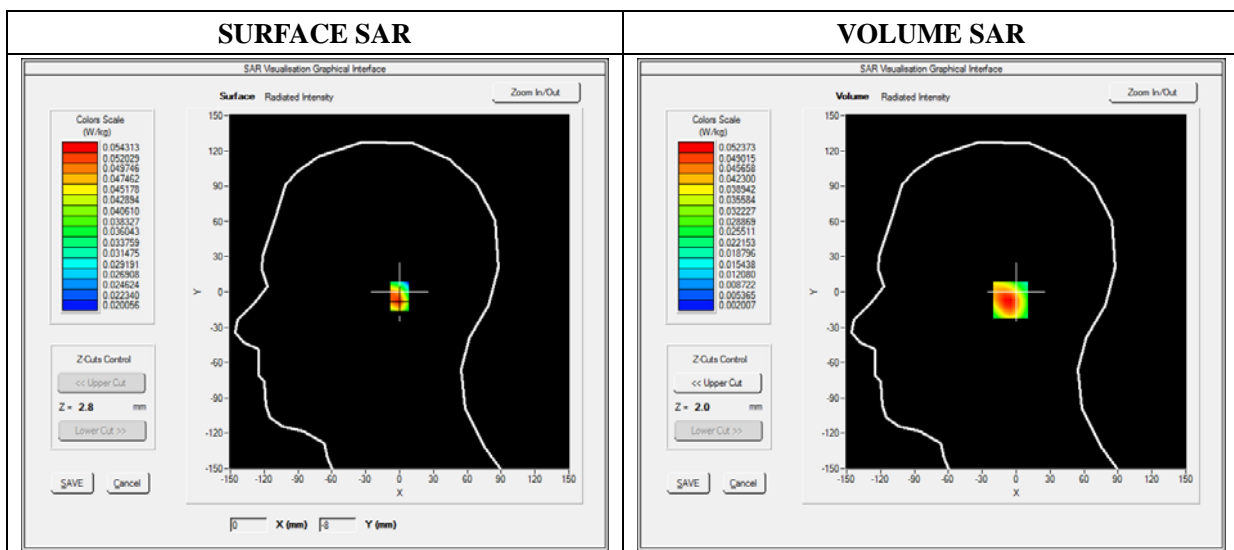 SURFACE SAR
VOLUME SAR
SAR Visualisation Graphical Interface
Surface Radiated Intensity
Zoom In/Out
Colors Scale
(W/kg)
0.054313
0.052029
0.049746
0.047462
0.045178
0.042894
0.040610
0.038327
0.036043
0.033759
0.031475
0.029191
0.026908
0.024624
0.022340
0.020056
Z-Cuts Control
<< Upper Cut
Z = 2.8 mm
Lower Cut >>
SAVE Cancel
150
120
90
60
30
0
-30
-60
-90
-120
-150
Y
-150 -120 -90 -60 -30 0 30 60 90 120 150
X
0 X (mm) -8 Y (mm)
SAR Visualisation Graphical Interface
Volume Radiated Intensity
Zoom In/Out
Colors Scale
(W/kg)
0.052373
0.049015
0.045658
0.042300
0.038942
0.035584
0.032227
0.028869
0.025511
0.022153
0.018796
0.015438
0.012080
0.008722
0.005365
0.002007
Z-Cuts Control
<< Upper Cut
Z = 2.0 mm
Lower Cut >>
SAVE Cancel
150
120
90
60
30
0
-30
-60
-90
-120
-150
Y
-150 -120 -90 -60 -30 0 30 60 90 120 150
X